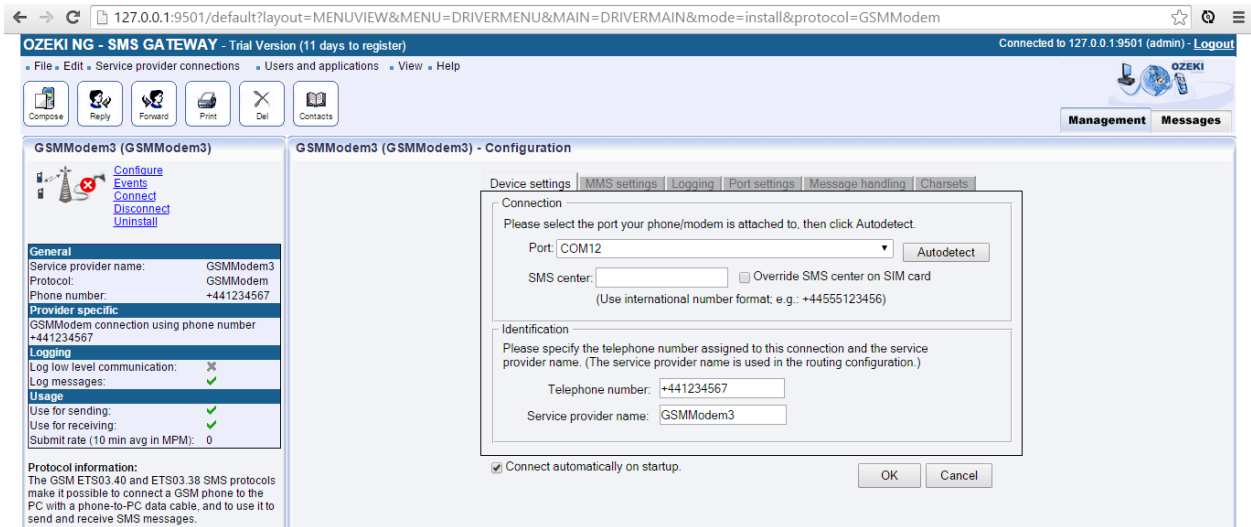 127.0.0.1:9501/default?layout=MENUVIEW&MENU=DRIVERMENU&MAIN=DRIVERMAIN&mode=install&protocol=GSMModem
OZEKI NG - SMS GATEWAY - Trial Version (11 days to register)
Connected to 127.0.0.1:9501 (admin) - Logout
File Edit Service provider connections Users and applications View Help
OZEKI
Compose Reply Forward Print Del Contacts
Management Messages
GSMModem3 (GSMModem3)
Configure
Events
Connect
Disconnect
Uninstall
General
Service provider name: GSMModem3
Protocol: GSMModem
Phone number: +441234567
Provider specific
GSMModem connection using phone number
+441234567
Logging
Log low level communication:
Log messages:
Usage
Use for sending:
Use for receiving:
Submit rate (10 min avg in MPM): 0
Protocol information:
The GSM ETS03.40 and ETS03.38 SMS protocols
make it possible to connect a GSM phone to the
PC with a phone-to-PC data cable, and to use it to
send and receive SMS messages.
GSMModem3 (GSMModem3) - Configuration
Device settings MMS settings Logging Port settings Message handling Charsets
Connection
Please select the port your phone/modem is attached to, then click Autodetect.
Port: COM12 Autodetect
SMS center: Override SMS center on SIM card
(Use international number format; e.g.: +44555123456)
Identification
Please specify the telephone number assigned to this connection and the service
provider name. (The service provider name is used in the routing configuration.)
Telephone number: +441234567
Service provider name: GSMModem3
Connect automatically on startup.
OK Cancel